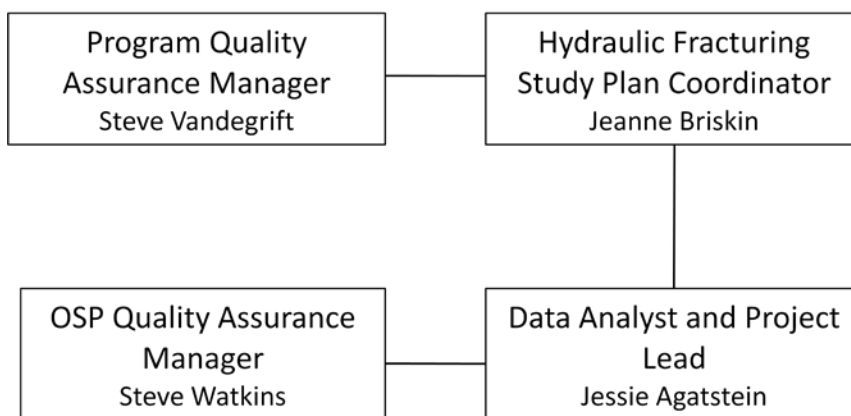 Program Quality
Assurance Manager
Steve Vandegrift
Hydraulic Fracturing
Study Plan Coordinator
Jeanne Briskin
OSP Quality Assurance
Manager
Steve Watkins
Data Analyst and Project
Lead
Jessie Agatstein